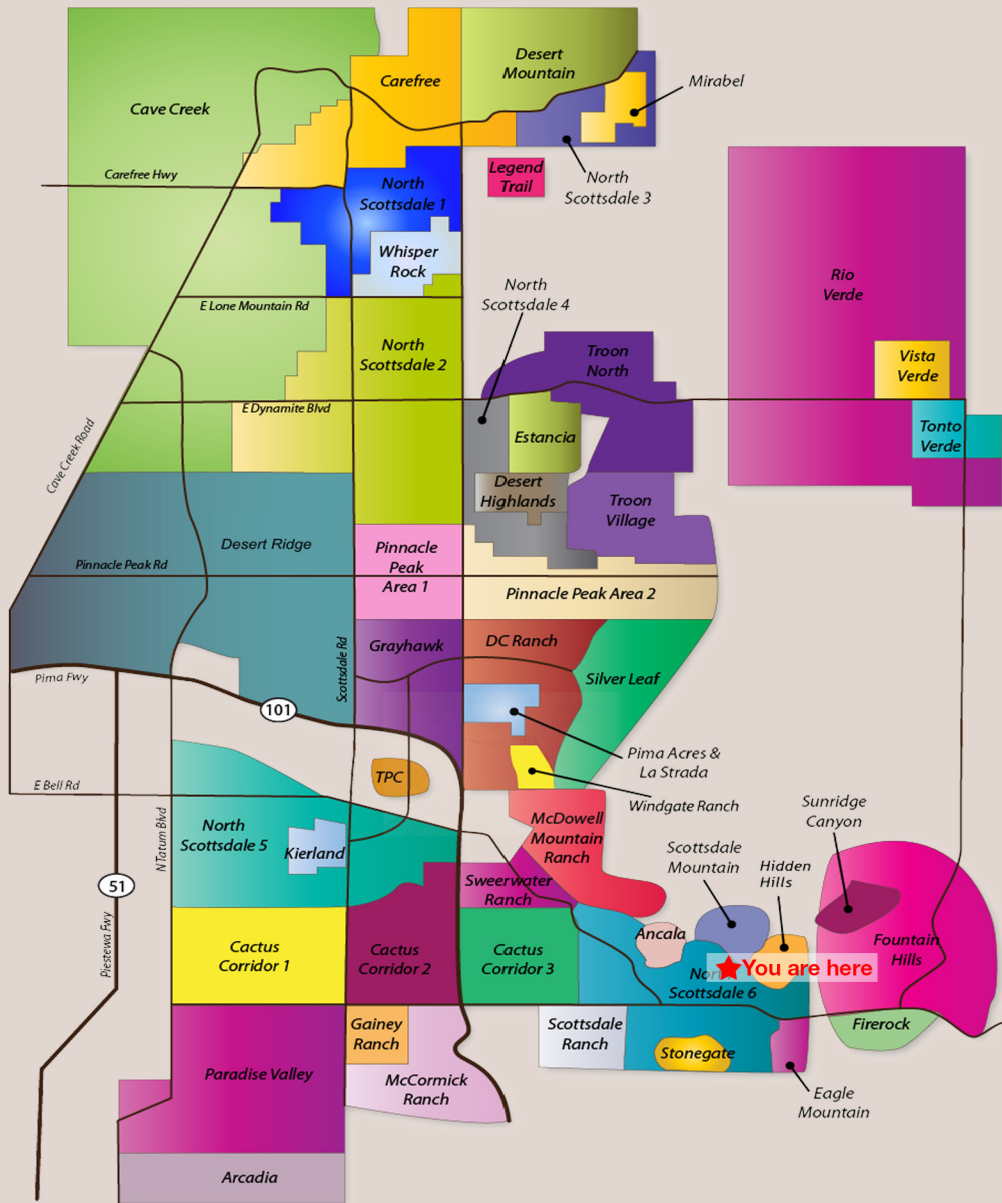 Cave Creek
Carefree
Desert
Mountain
Mirabel
Carefree Hwy
North
Scottsdale 1
Legend
Trail
North
Scottsdale 3
Whisper
Rock
E Lone Mountain Rd
North
Scottsdale 4
Rio
Verde
North
Scottsdale 2
Troon
North
Vista
Verde
E Dynamite Blvd
Cave Creek Road
Estancia
Tonto
Verde
Desert
Highlands
Troon
Village
Desert Ridge
Pinnacle Peak Rd
Pinnacle
Peak
Area 1
Pinnacle Peak Area 2
Scottsdale Rd
Grayhawk
DC Ranch
Silver Leaf
Pima Fwy
101
Pima Acres &
La Strada
TPC
E Bell Rd
Windgate Ranch
N Tatum Blvd
North
Scottsdale 5
Kierland
McDowell
Mountain
Ranch
Sunridge
Canyon
Scottsdale
Mountain
Hidden
Hills
51
Piestewa Fwy
Sweerwater
Ranch
Cactus
Corridor 1
Cactus
Corridor 2
Cactus
Corridor 3
Ancala
Fountain
Hills
You are here
Scottsdale 6
Gainey
Ranch
Scottsdale
Ranch
Firerock
Stonegate
Paradise Valley
McCormick
Ranch
Eagle
Mountain
Arcadia